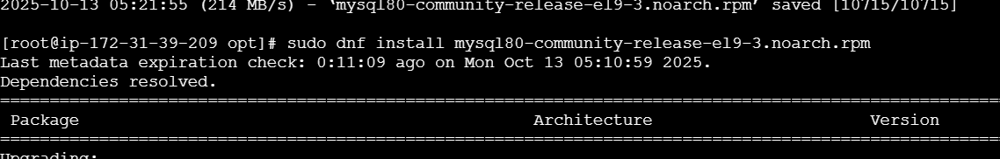 2025-10-13 05:21:55 (214 MB/s) - ‘mysql80-community-release-el9-3.noarch.rpm’ saved [10715/10715]
[root@ip-172-31-39-209 opt]# sudo dnf install mysql80-community-release-el9-3.noarch.rpm
Last metadata expiration check: 0:11:09 ago on Mon Oct 13 05:10:59 2025.
Dependencies resolved.
================================================================================================
Package Architecture Version
================================================================================================
Upgrading: